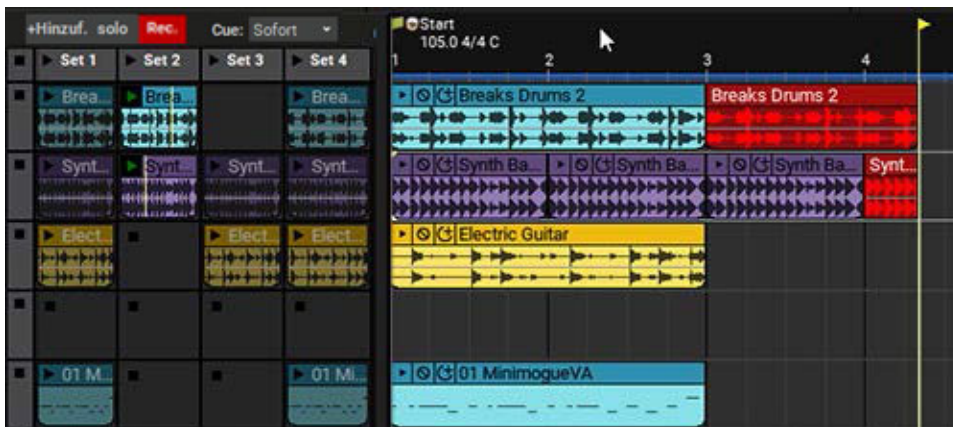 +Hinzuf. solo Rec. Cue: Sofort
Start
105.0 4/4 C
Set 1 Set 2 Set 3 Set 4
1 2 3 4
Brea... Brea... Brea...
Breaks Drums 2 Breaks Drums 2
Synt... Synt... Synt... Synt...
Synth Ba... Synth Ba... Synth Ba... Synt...
Elect... Elect... Elect...
Electric Guitar
01 M... 01 Mi...
01 MinimogueVA